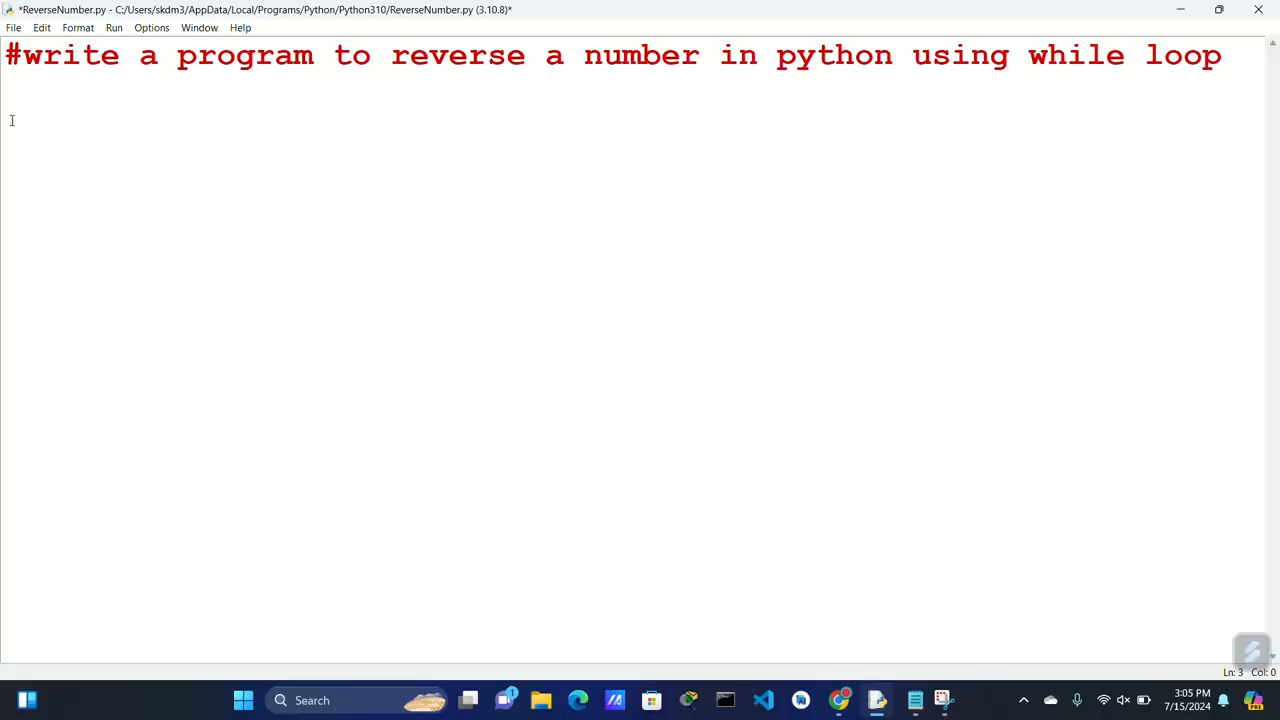 *ReverseNumber.py - C:/Users/skdm3/AppData/Local/Programs/Python/Python310/ReverseNumber.py (3.10.8)*
File Edit Format Run Options Window Help
#write a program to reverse a number in python using while loop
Ln: 3 Col: 0
Search
1
3:05 PM
7/15/2024